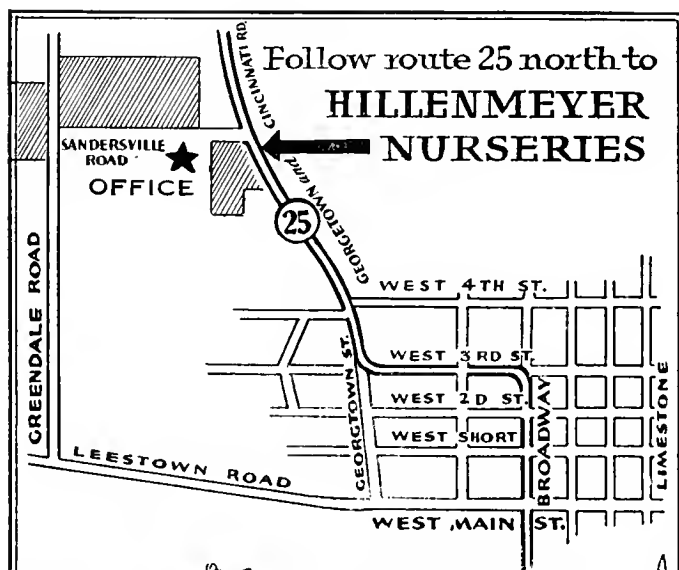 Follow route 25 north to
HILLENMEYER
NURSERIES
SANDERSVILLE
ROAD
OFFICE
GEORGETOWN and CINCINNATI RD.
25
GREENDALE ROAD
WEST 4TH ST.
WEST 3RD ST.
WEST 2D ST.
WEST SHORT
GEORGTOWN ST.
BROADWAY
LIMESTONE
LEESTOWN ROAD
WEST MAIN ST.